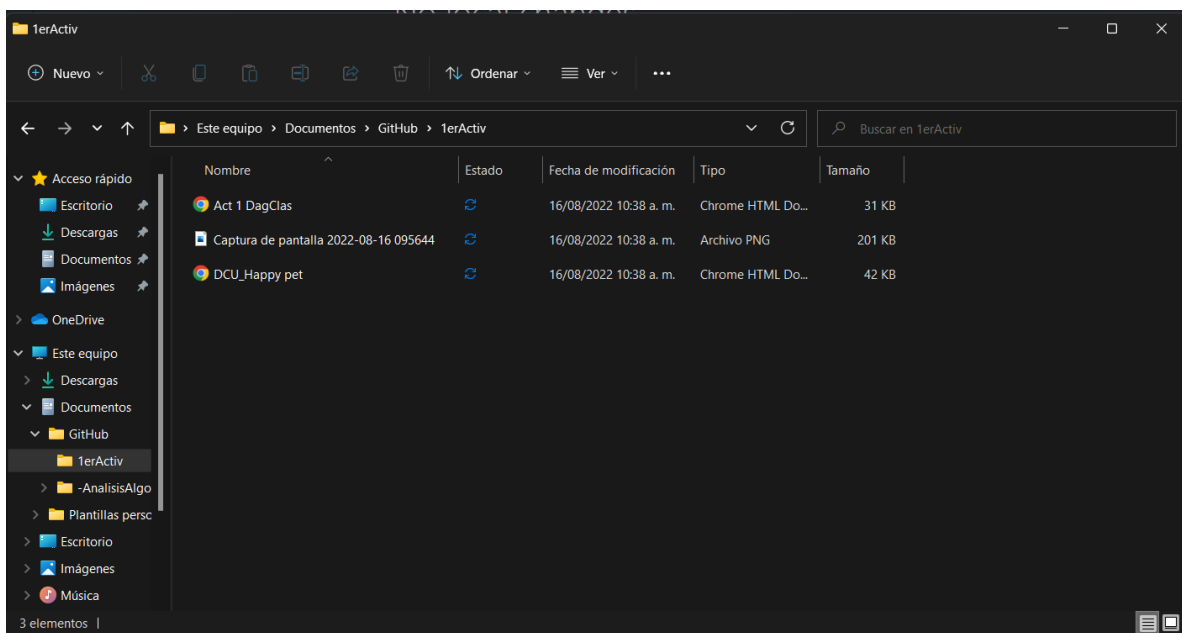 1erActiv
Nuevo
Ordenar
Ver
Este equipo > Documentos > GitHub > 1erActiv
Buscar en 1erActiv
Nombre Estado Fecha de modificación Tipo Tamaño
Act 1 DagClas 16/08/2022 10:38 a. m. Chrome HTML Do... 31 KB
Captura de pantalla 2022-08-16 095644 16/08/2022 10:38 a. m. Archivo PNG 201 KB
DCU_Happy pet 16/08/2022 10:38 a. m. Chrome HTML Do... 42 KB
Acceso rápido
Escritorio
Descargas
Documentos
Imágenes
OneDrive
Este equipo
Descargas
Documentos
GitHub
1erActiv
-AnalisisAlgo
Plantillas persc
Escritorio
Imágenes
Música
3 elementos